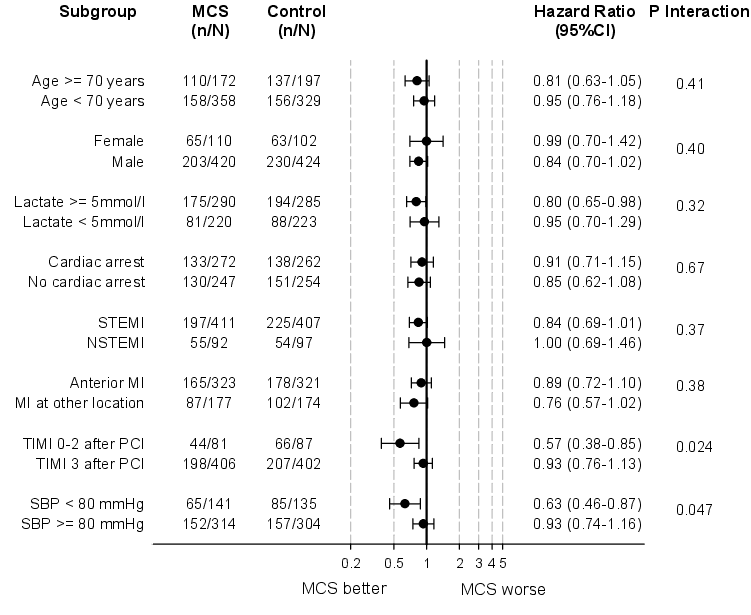 Subgroup MCS Control Hazard Ratio P Interaction
(n/N) (n/N) (95%CI)
Age >= 70 years 110/172 137/197 0.81 (0.63-1.05) 0.41
Age < 70 years 158/358 156/329 0.95 (0.76-1.18)
Female 65/110 63/102 0.99 (0.70-1.42) 0.40
Male 203/420 230/424 0.84 (0.70-1.02)
Lactate >= 5mmol/l 175/290 194/285 0.80 (0.65-0.98) 0.32
Lactate < 5mmol/l 81/220 88/223 0.95 (0.70-1.29)
Cardiac arrest 133/272 138/262 0.91 (0.71-1.15) 0.67
No cardiac arrest 130/247 151/254 0.85 (0.62-1.08)
STEMI 197/411 225/407 0.84 (0.69-1.01) 0.37
NSTEMI 55/92 54/97 1.00 (0.69-1.46)
Anterior MI 165/323 178/321 0.89 (0.72-1.10) 0.38
MI at other location 87/177 102/174 0.76 (0.57-1.02)
TIMI 0-2 after PCI 44/81 66/87 0.57 (0.38-0.85) 0.024
TIMI 3 after PCI 198/406 207/402 0.93 (0.76-1.13)
SBP < 80 mmHg 65/141 85/135 0.63 (0.46-0.87) 0.047
SBP >= 80 mmHg 152/314 157/304 0.93 (0.74-1.16)
0.2 0.5 1 2 3 4 5
MCS better MCS worse